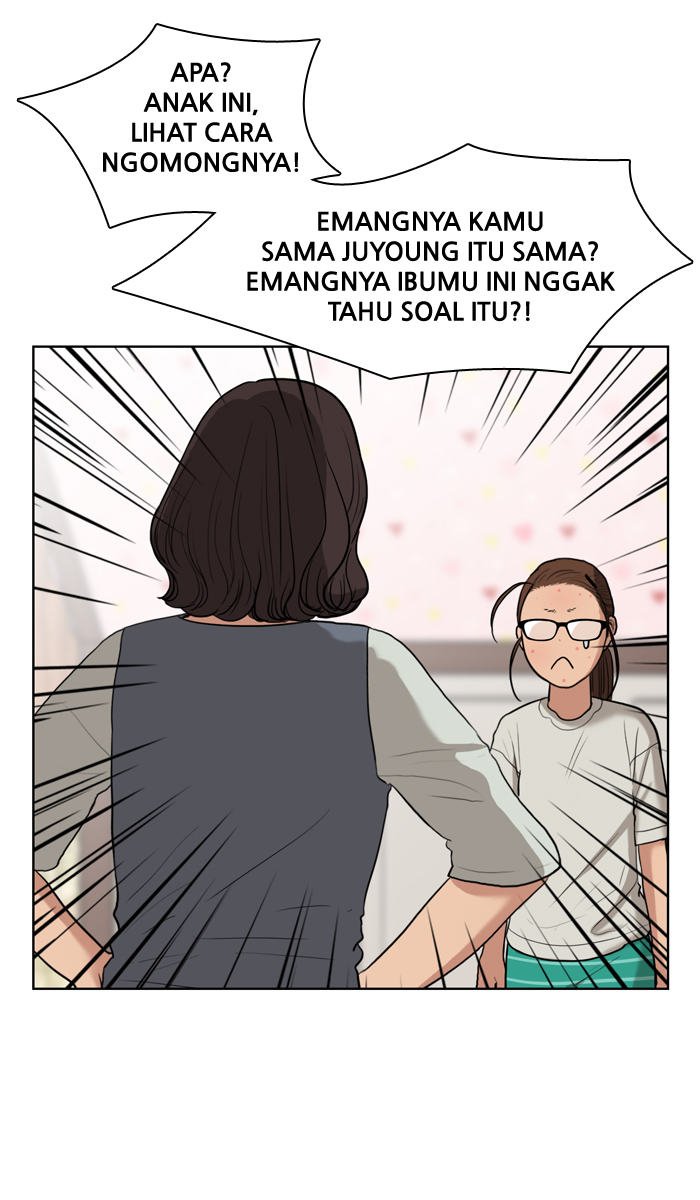 APA?
ANAK INI,
LIHAT CARA
NGOMONGNYA!
EMANGNYA KAMU
SAMA JUYOUNG ITU SAMA?
EMANGNYA IBUMU INI NGGAK
TAHU SOAL ITU?!